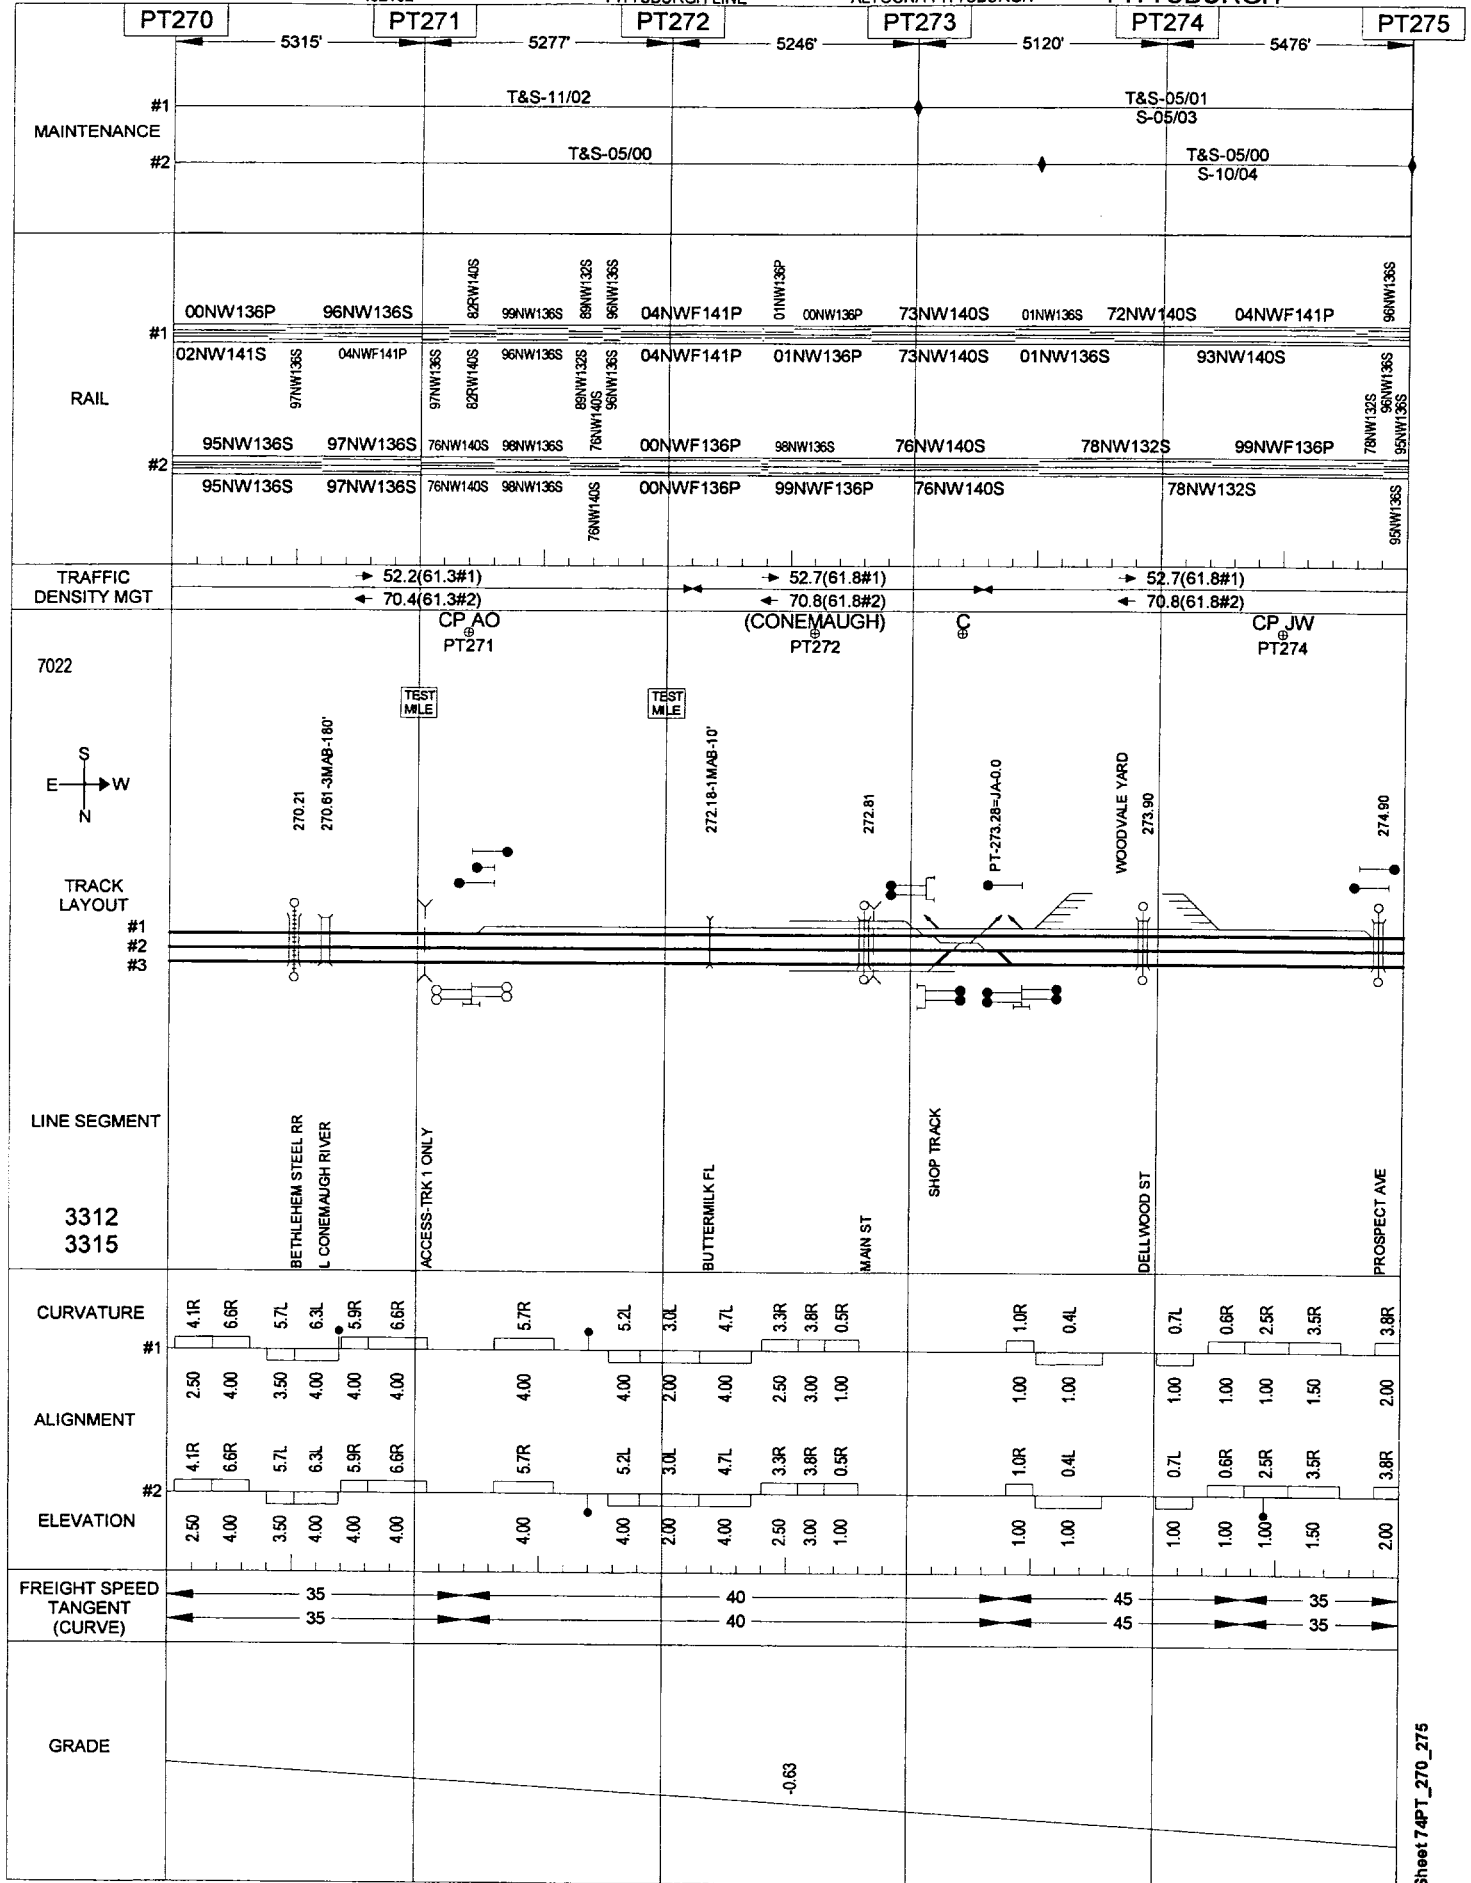 PITTSBURGH LINE
PITTSBURGH
PT270 PT271 PT272 PT273 PT274 PT275
5315' 5277' 5246' 5120' 5476'
MAINTENANCE
#1 T&S-11/02 T&S-05/01
S-05/03
#2 T&S-05/00 T&S-05/00
S-10/04
RAIL
82RW140S 89NW132S 96NW136S 01NW136P 96NW136S
00NW136P 96NW136S 99NW136S 04NWF141P 00NW136P 73NW140S 01NW136S 72NW140S 04NWF141P
#1
02NW141S 04NWF141P 96NW136S 04NWF141P 01NW136P 73NW140S 01NW136S 93NW140S
97NW136S 97NW136S 82RW140S 89NW132S 76NW140S 96NW136S 78NW132S 96NW136S 95NW136S
95NW136S 97NW136S 76NW140S 98NW136S 00NWF136P 98NW136S 76NW140S 78NW132S 99NWF136P
#2
95NW136S 97NW136S 76NW140S 98NW136S 00NWF136P 99NWF136P 76NW140S 78NW132S
76NW140S 95NW136S
TRAFFIC
DENSITY MGT
52.2(61.3#1) 52.7(61.8#1) 52.7(61.8#1)
70.4(61.3#2) 70.8(61.8#2) 70.8(61.8#2)
CP AO (CONEMAUGH) C CP JW
PT271 PT272 PT274
7022
TEST
MILE
TEST
MILE
S
E W
N
270.21
270.61-3MAB-180'
272.18-1MAB-10'
272.81
PT-273.28=JA-0.0
WOODVALE YARD
273.90
274.90
TRACK
LAYOUT
#1
#2
#3
LINE SEGMENT
3312
3315
BETHLEHEM STEEL RR
L CONEMAUGH RIVER
ACCESS-TRK 1 ONLY
BUTTERMILK FL
MAIN ST
SHOP TRACK
DELLWOOD ST
PROSPECT AVE
CURVATURE
4.1R 6.6R 5.7L 6.3L 5.9R 6.6R 5.7R 5.2L 3.0L 4.7L 3.3R 3.8R 0.5R 1.0R 0.4L 0.7L 0.6R 2.5R 3.5R 3.8R
#1
2.50 4.00 3.50 4.00 4.00 4.00 4.00 4.00 2.00 4.00 2.50 3.00 1.00 1.00 1.00 1.00 1.00 1.00 1.50 2.00
ALIGNMENT
4.1R 6.6R 5.7L 6.3L 5.9R 6.6R 5.7R 5.2L 3.0L 4.7L 3.3R 3.8R 0.5R 1.0R 0.4L 0.7L 0.6R 2.5R 3.5R 3.8R
#2
ELEVATION
2.50 4.00 3.50 4.00 4.00 4.00 4.00 4.00 2.00 4.00 2.50 3.00 1.00 1.00 1.00 1.00 1.00 1.00 1.50 2.00
FREIGHT SPEED
TANGENT
(CURVE)
35 40 45 35
35 40 45 35
GRADE
-0.63
Sheet 74PT_270_275